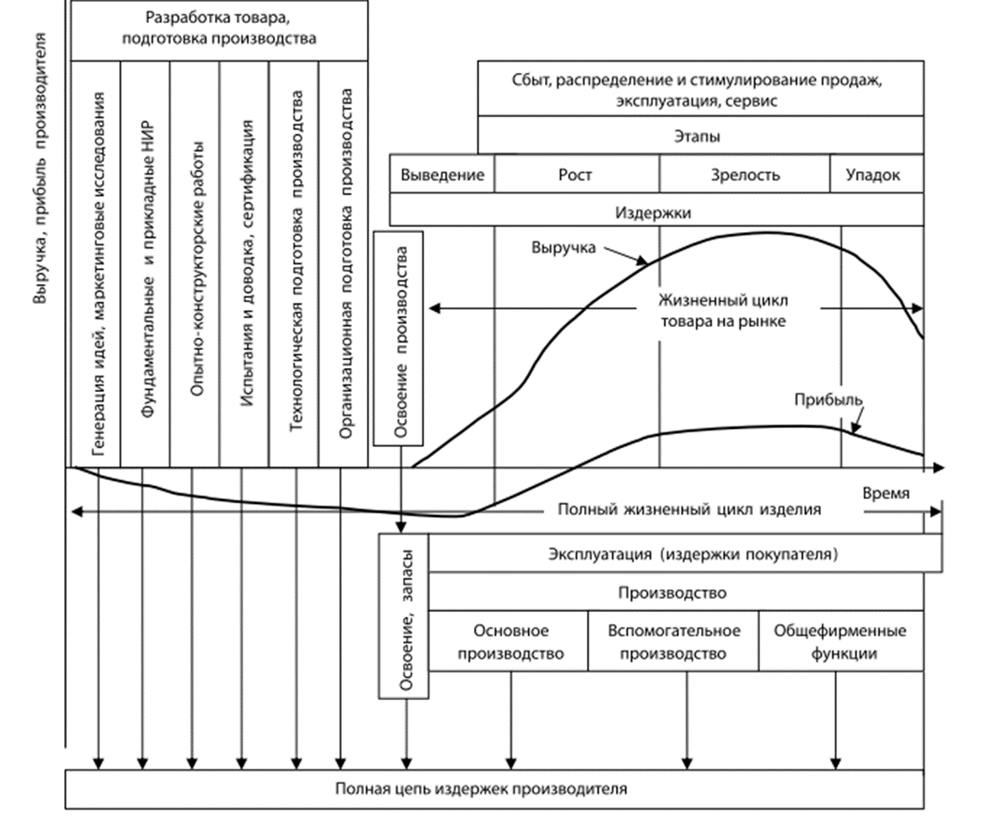 Выручка, прибыль производителя
Разработка товара,
подготовка производства
Генерация идей, маркетинговые исследования
Фундаментальные и прикладные НИР
Опытно-конструкторские работы
Испытания и доводка, сертификация
Технологическая подготовка производства
Организационная подготовка производства
Сбыт, распределение и стимулирование продаж,
эксплуатация, сервис
Этапы
Выведение
Рост
Зрелость
Упадок
Издержки
Освоение производства
Выручка
Жизненный цикл
товара на рынке
Прибыль
Время
Полный жизненный цикл изделия
Освоение, запасы
Эксплуатация (издержки покупателя)
Производство
Основное
производство
Вспомогательное
производство
Общефирменные
функции
Полная цепь издержек производителя